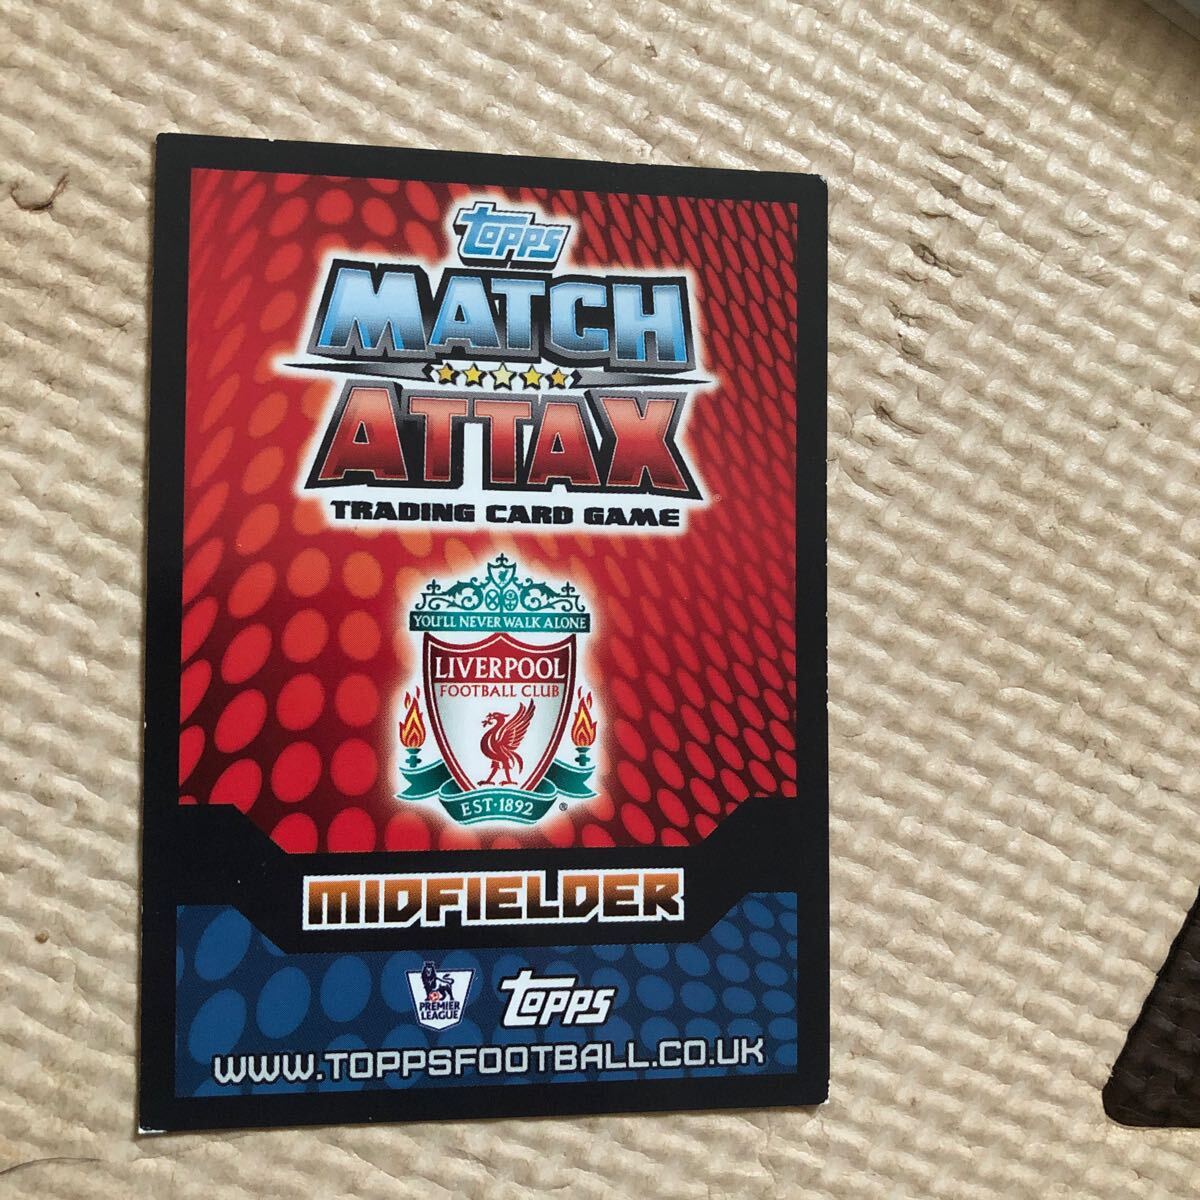 topps
MATCH
ATTAX
TRADING CARD GAME
®
YOU'LL NEVER WALK ALONE
LIVERPOOL
FOOTBALL CLUB
EST·1892
®
MIDFIELDER
PREMIER
LEAGUE
topps
WWW.TOPPSFOOTBALL.CO.UK